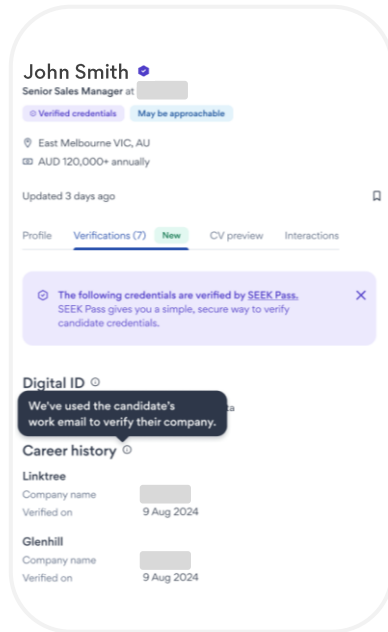 John Smith
Senior Sales Manager at
Verified credentials May be approachable
East Melbourne VIC, AU
AUD 120,000+ annually
Updated 3 days ago
Profile Verifications (7) New CV preview Interactions
The following credentials are verified by SEEK Pass.
SEEK Pass gives you a simple, secure way to verify
candidate credentials.
Digital ID
We've used the candidate's
work email to verify their company.
Career history
Linktree
Company name
Verified on 9 Aug 2024
Glenhill
Company name
Verified on 9 Aug 2024